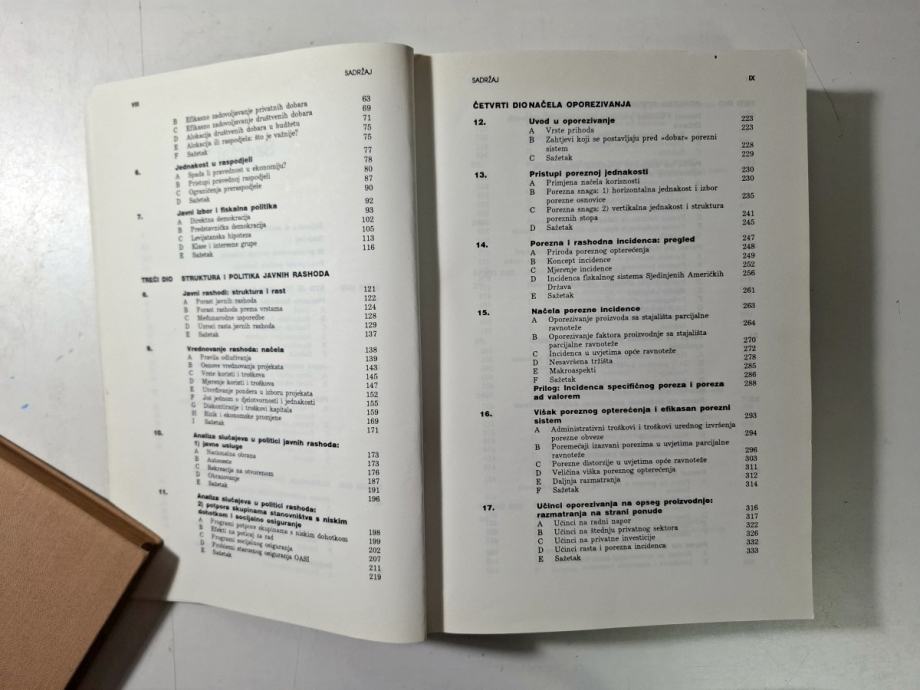 VIII
SADRŽAJ
B Efikasno zadovoljavanje privatnih dobara 63
C Efikasno zadovoljavanje društvenih dobara 69
D Alokacija društvenih dobara u budžetu 71
E Alokacija ili raspodjela: što je važnije? 75
F Sažetak 75
6. Jednakost u raspodjeli 77
A Spada li pravednost u ekonomiju? 78
B Pristupi pravednoj raspodjeli 80
C Ograničenja preraspodjele 87
D Sažetak 90
7. Javni izbor i fiskalna politika 92
A Direktna demokracija 93
B Predstavnička demokracija 102
C Levijatanska hipoteza 105
D Klase i interesne grupe 113
E Sažetak 116
TREĆI DIO STRUKTURA I POLITIKA JAVNIH RASHODA
8. Javni rashodi: struktura i rast 121
A Porast javnih rashoda 122
B Porast rashoda prema vrstama 124
C Međunarodne usporedbe 128
D Uzroci rasta javnih rashoda 129
E Sažetak 137
9. Vrednovanje rashoda: načela 138
A Pravila odlučivanja 139
B Osnove vrednovanja projekata 143
C Vrste koristi i troškova 145
D Mjerenje koristi i troškova 147
E Utvrđivanje pondera u izboru projekata 152
F Još jednom o djelotvornosti i jednakosti 155
G Diskontiranje i troškovi kapitala 159
H Rizik i ekonomske promjene 169
I Sažetak 171
10. Analiza slučajeva u politici javnih rashoda:
1) javne usluge 173
A Nacionalna obrana 173
B Autoceste 176
C Rekreacija na otvorenom 187
D Obrazovanje 191
E Sažetak 196
11. Analiza slučajeva u politici rashoda:
2) potpora skupinama stanovništva s niskim
dohotkom i socijalno osiguranje 198
A Programi potpore skupinama s niskim dohotkom 199
B Efekti na poticaj za rad 202
C Programi socijalnog osiguranja 207
D Problemi starosnog osiguranja OASI 211
E Sažetak 219
SADRŽAJ
IX
ČETVRTI DIO NAČELA OPOREZIVANJA
12. Uvod u oporezivanje 223
A Vrste prihoda 223
B Zahtjevi koji se postavljaju pred »dobar« porezni
sistem 228
C Sažetak 229
13. Pristupi poreznoj jednakosti 230
A Primjena načela korisnosti 230
B Porezna snaga: 1) horizontalna jednakost i izbor
porezne osnovice 235
C Porezna snaga: 2) vertikalna jednakost i struktura
poreznih stopa 241
D Sažetak 245
14. Porezna i rashodna incidenca: pregled 247
A Priroda poreznog opterećenja 248
B Koncept incidence 249
C Mjerenje incidence 252
D Incidenca fiskalnog sistema Sjedinjenih Američkih 256
Država
E Sažetak 261
15. Načela porezne incidence 263
A Oporezivanje proizvoda sa stajališta parcijalne
ravnoteže 264
B Oporezivanje faktora proizvodnje sa stajališta
parcijalne ravnoteže 270
C Incidenca u uvjetima opće ravnoteže 272
D Nesavršena tržišta 278
E Makroaspekti 285
F Sažetak 286
Prilog: Incidenca specifičnog poreza i poreza 288
ad valorem
16. Višak poreznog opterećenja i efikasan porezni
sistem 293
A Administrativni troškovi i troškovi urednog izvršenja
porezne obveze 294
B Poremećaji izazvani porezima u uvjetima parcijalne
ravnoteže 296
C Porezne distorzije u uvjetima opće ravnoteže 303
D Veličina viška poreznog opterećenja 311
E Daljnja razmatranja 312
F Sažetak 314
17. Učinci oporezivanja na opseg proizvodnje:
razmatranja na strani ponude 316
A Učinci na radni napor 317
B Učinci na štednju privatnog sektora 322
C Učinci na privatne investicije 326
D Učinci rasta i porezna incidenca 332
E Sažetak 333